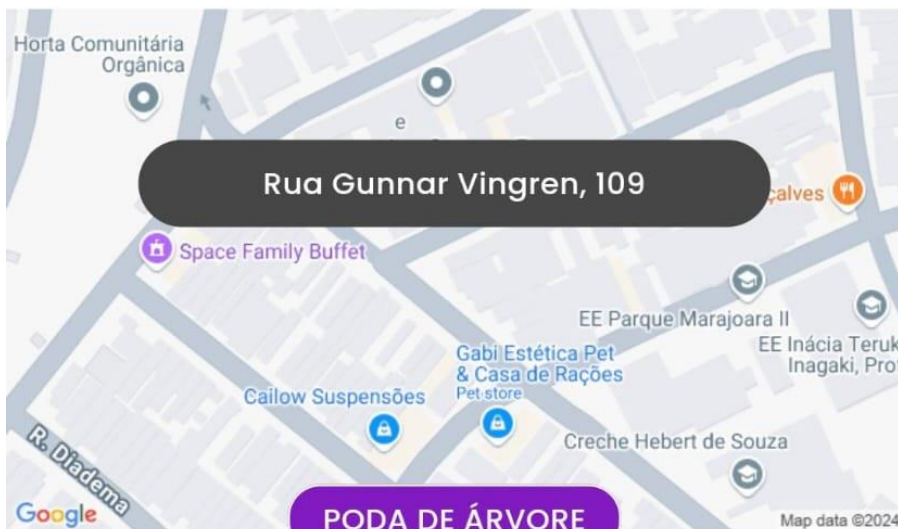 Horta Comunitária
Orgânica
e
Rua Gunnar Vingren, 109
çalves
Space Family Buffet
EE Parque Marajoara II
EE Inácia Teruk
Inagaki, Prof
Gabi Estética Pet
& Casa de Rações
Pet store
Cailow Suspensões
Creche Hebert de Souza
R. Diadema
Google
PODA DE ÁRVORE
Map data ©2024